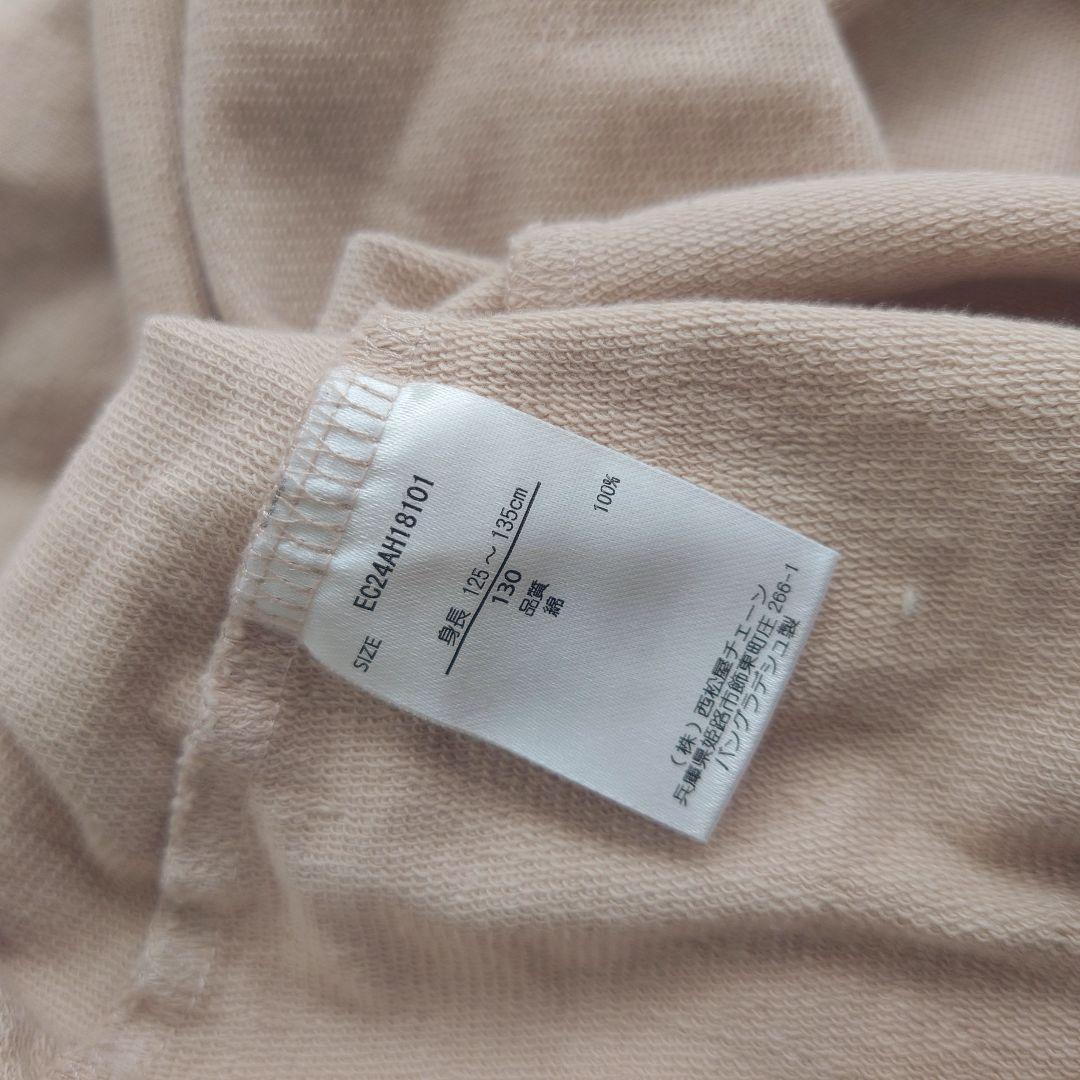 EC24AH18101
SIZE
身長 125～135cm
130
品質
綿 100%
(株)西松屋チェーン
兵庫県姫路市飾東町庄266-1
バングラデシュ製